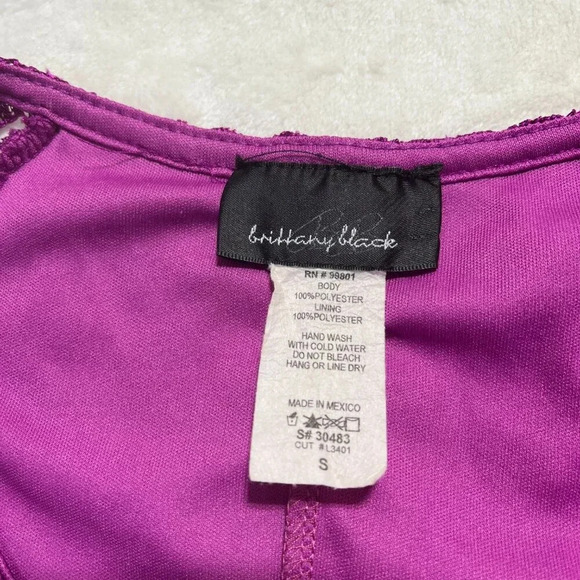 brittany black
RN # 99801
BODY
100%POLYESTER
LINING
100%POLYESTER
HAND WASH
WITH COLD WATER
DO NOT BLEACH
HANG OR LINE DRY
MADE IN MEXICO
S# 30483
CUT #L3401
S